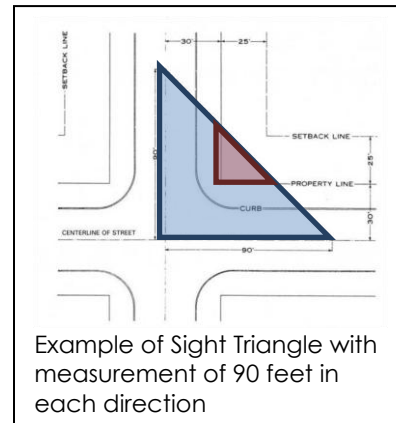 SETBACK LINE
30'
25'
SETBACK LINE
25'
90'
PROPERTY LINE
CURB
30'
CENTERLINE OF STREET
90'
Example of Sight Triangle with
measurement of 90 feet in
each direction